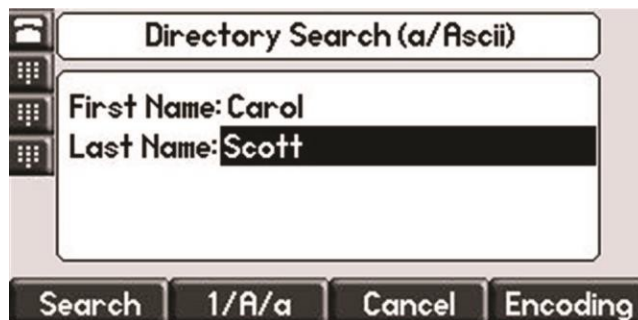 Directory Search (a/Ascii)
First Name: Carol
Last Name: Scott
Search 1/A/a Cancel Encoding